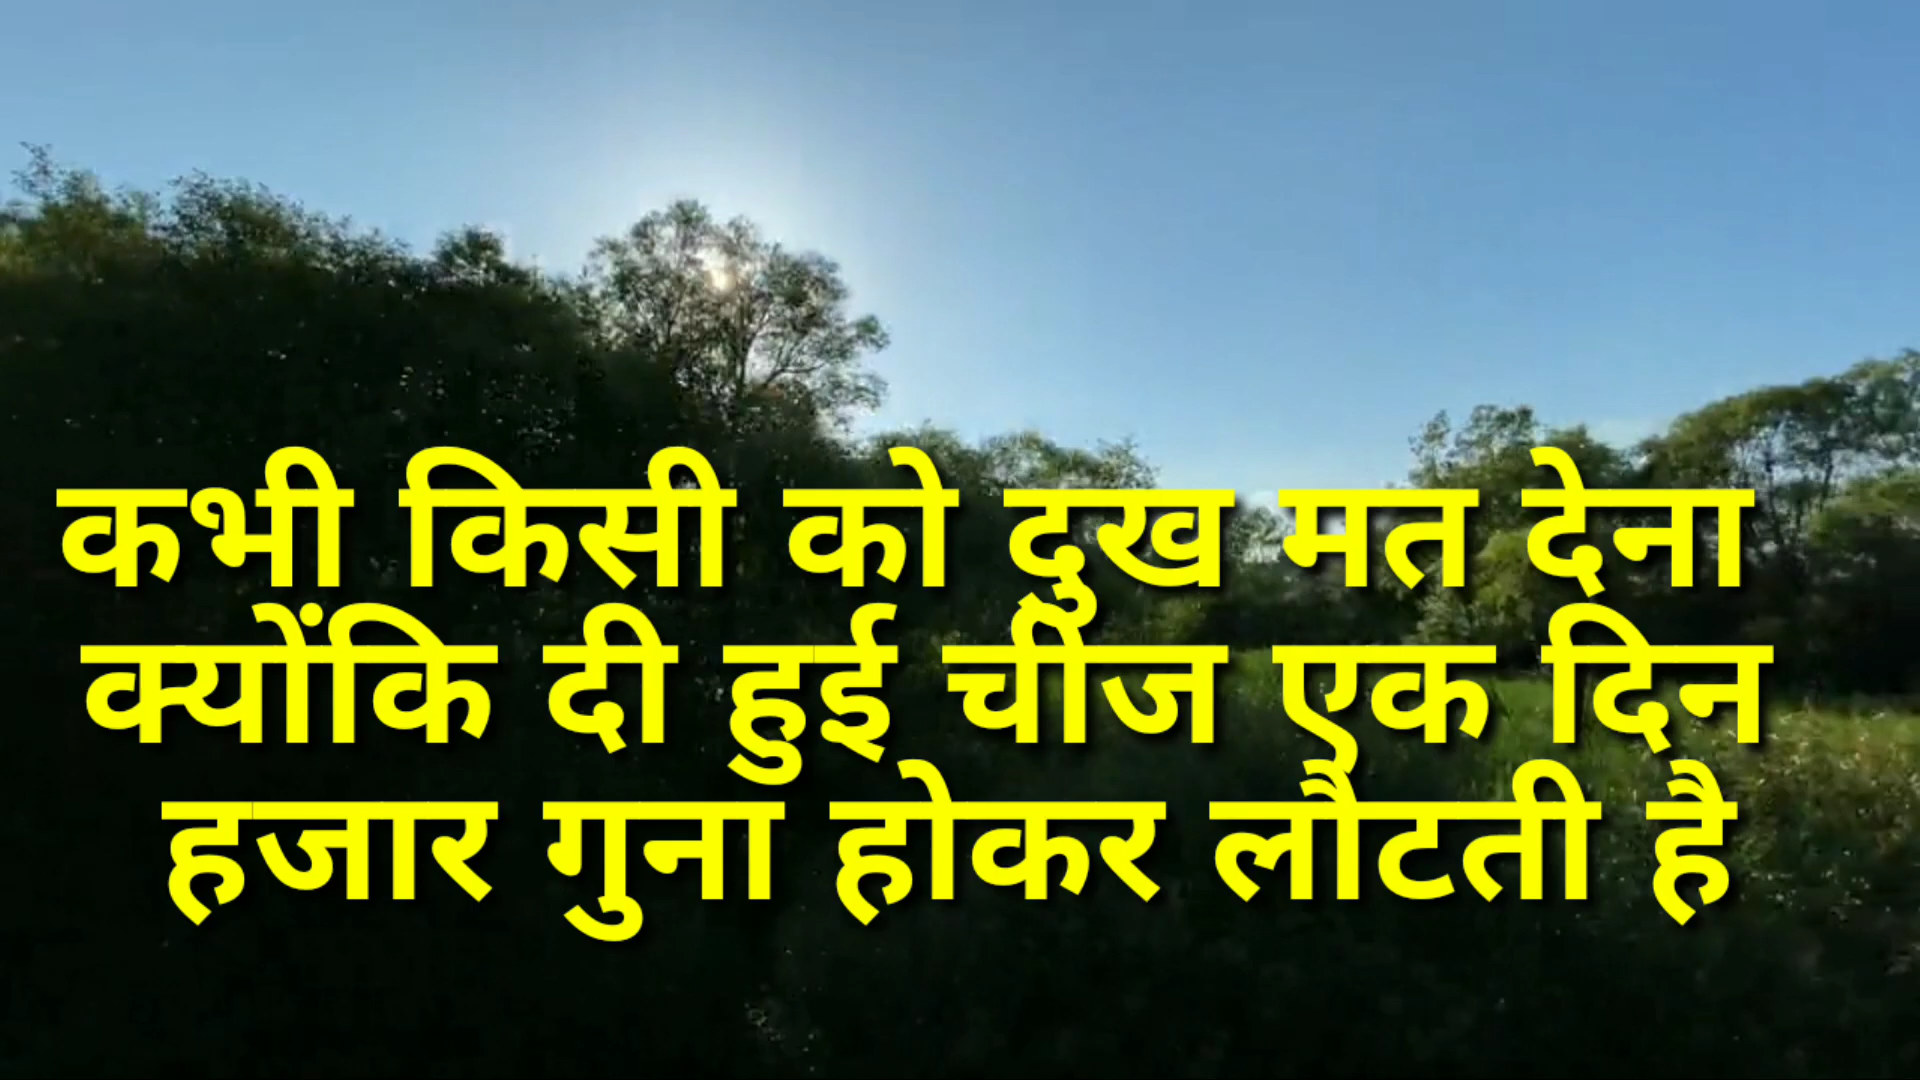 कभी किसी को दुख मत देना
क्योंकि दी हुई चीज एक दिन
हजार गुना होकर लौटती है